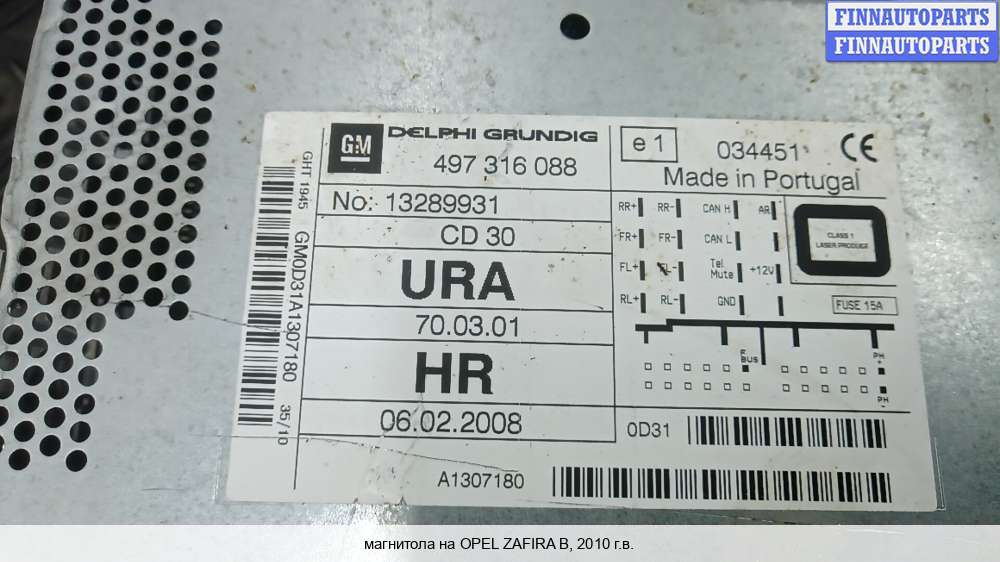 FINNAUTOPARTS
FINNAUTOPARTS
GM
DELPHI GRUNDIG
497 316 088
e 1
034451
CE
Made in Portugal
No: 13289931
CD 30
URA
70.03.01
HR
06.02.2008
GHT 1945
GM0D31A1307180
35/10
RR+ RR- CAN H AR
FR+ FR- CAN L
FL+ FL- Tel Mute +12V
RL+ RL- GND
CLASS 1
LASER PRODUCT
FUSE 15A
F BUS
PH +
PH -
0D31
A1307180
магнитола на OPEL ZAFIRA B, 2010 г.в.